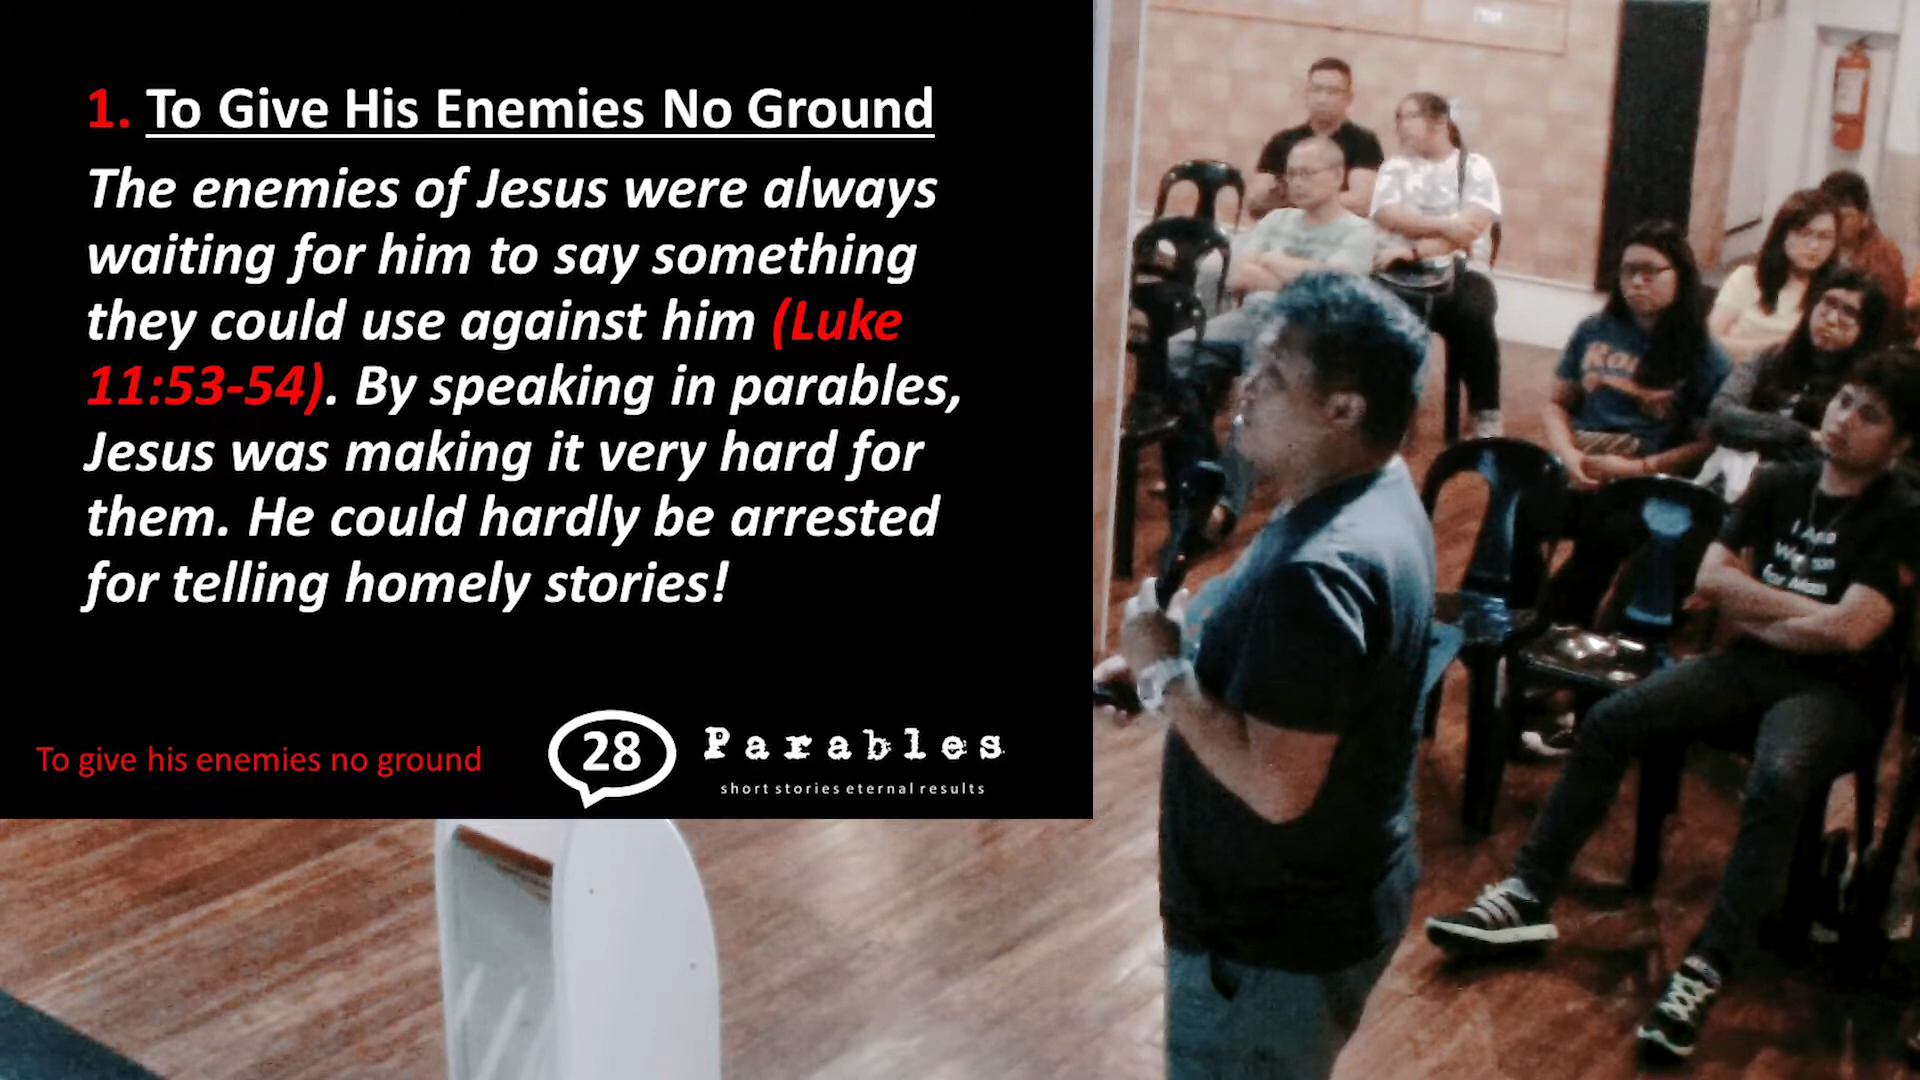 1. To Give His Enemies No Ground
The enemies of Jesus were always
waiting for him to say something
they could use against him (Luke
11:53-54). By speaking in parables,
Jesus was making it very hard for
them. He could hardly be arrested
for telling homely stories!
To give his enemies no ground
28
Parables
short stories eternal results
I Am
for Man